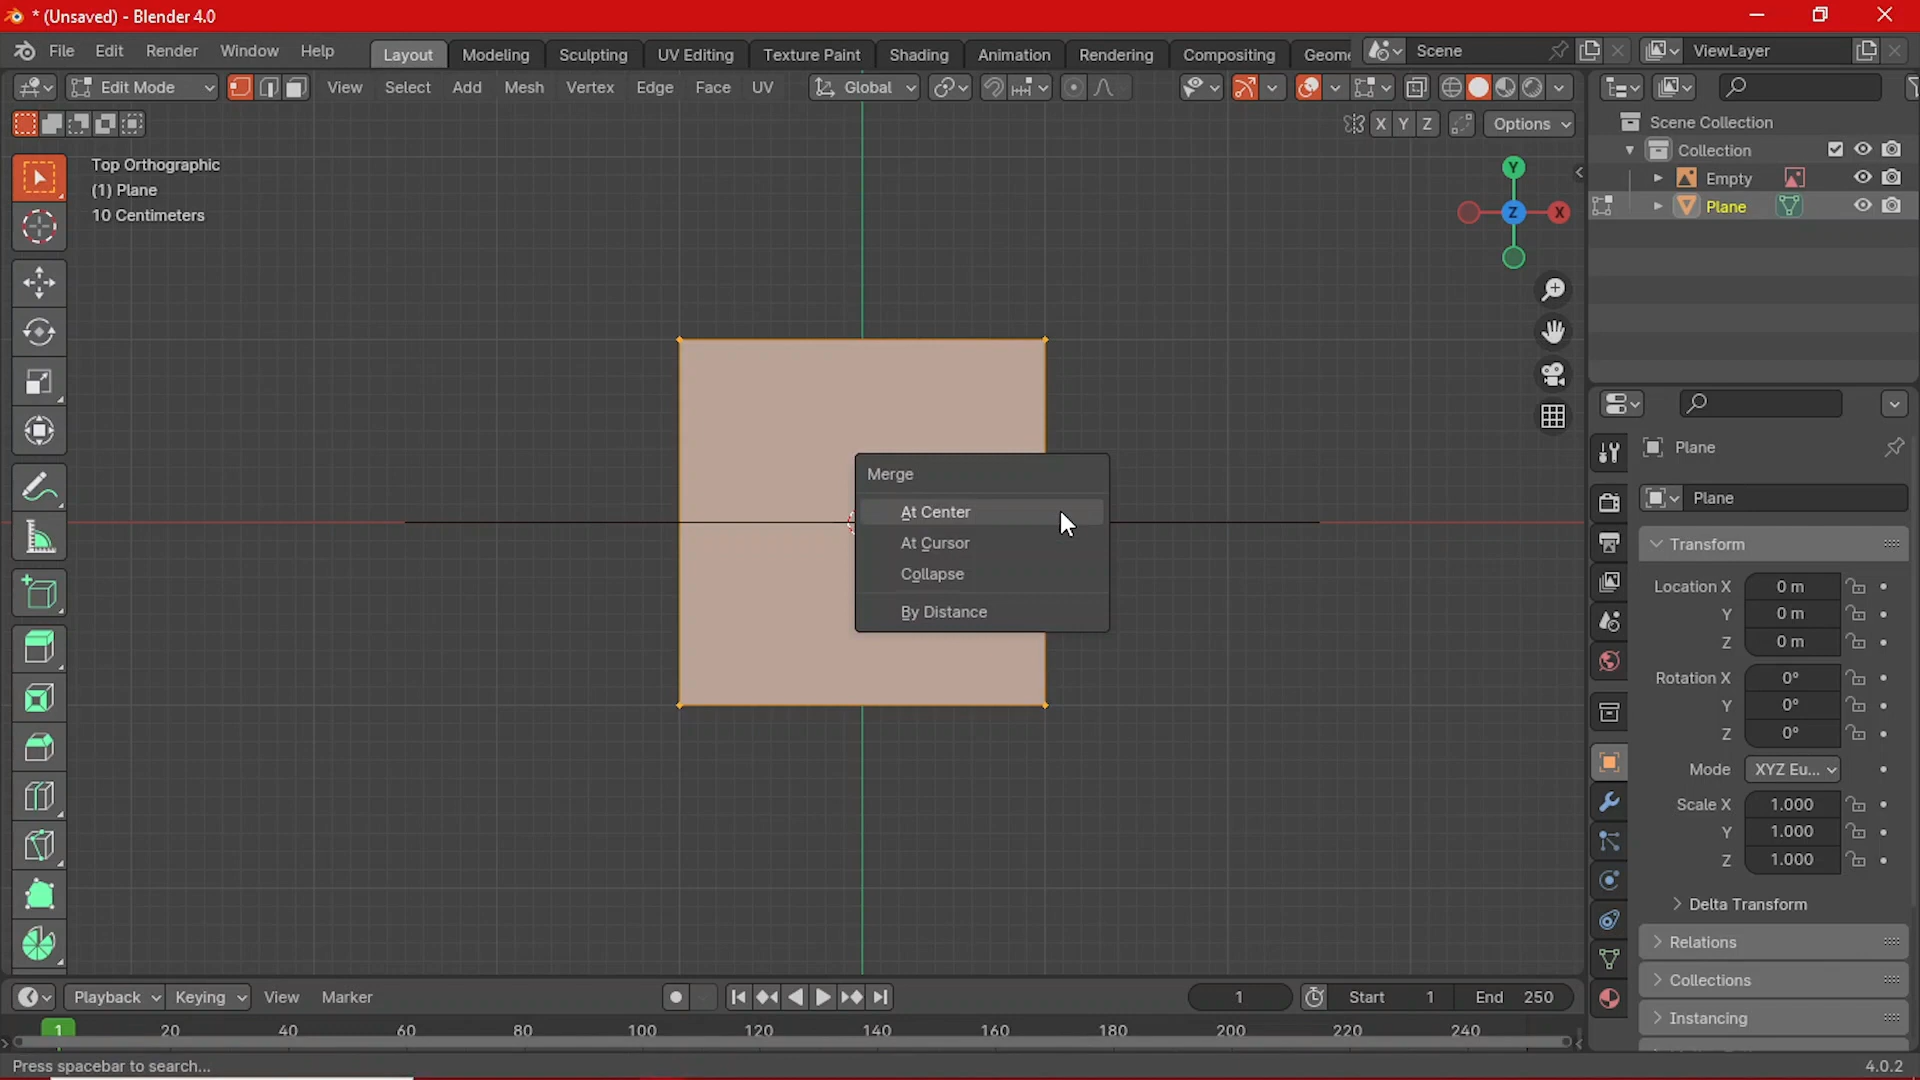 * (Unsaved) - Blender 4.0
File Edit Render Window Help Layout Modeling Sculpting UV Editing Texture Paint Shading Animation Rendering Compositing Geome Scene ViewLayer
Edit Mode View Select Add Mesh Vertex Edge Face UV Global
X Y Z Options
Top Orthographic
(1) Plane
10 Centimeters
Y
Z X
Merge
At Center
At Cursor
Collapse
By Distance
Scene Collection
Collection
Empty
Plane
Plane
Plane
Transform
Location X 0 m
Y 0 m
Z 0 m
Rotation X 0°
Y 0°
Z 0°
Mode XYZ Eu...
Scale X 1.000
Y 1.000
Z 1.000
Delta Transform
Relations
Collections
Instancing
Playback Keying View Marker 1 Start 1 End 250
1 20 40 60 80 100 120 140 160 180 200 220 240
Press spacebar to search... 4.0.2